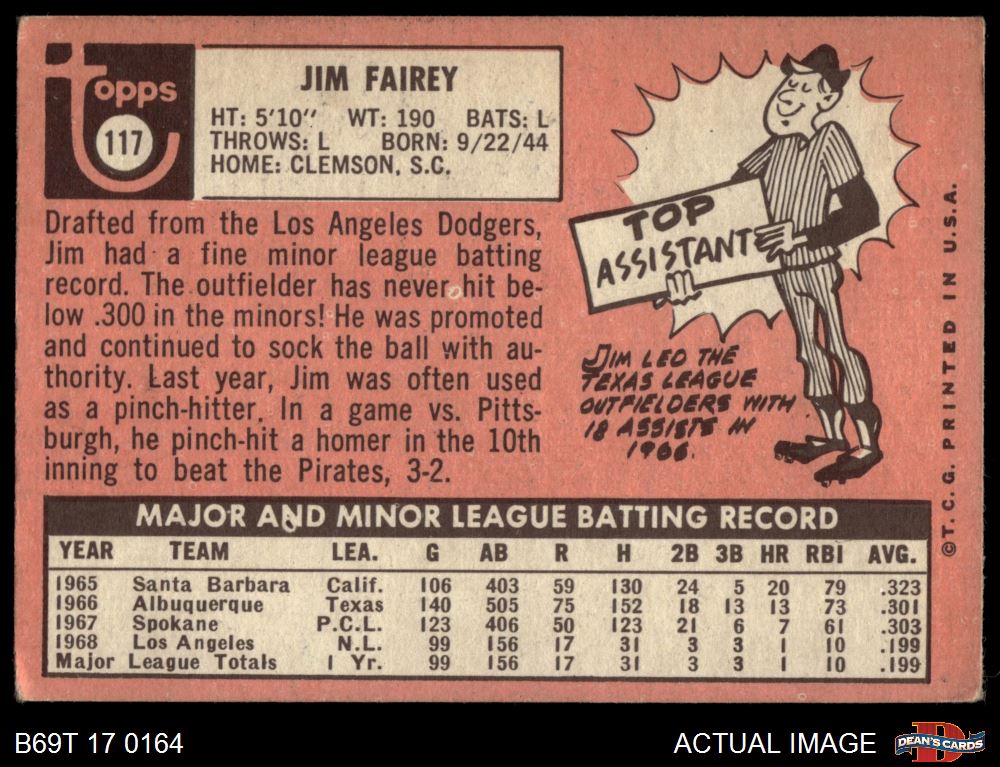 topps
117
JIM FAIREY
HT: 5'10" WT: 190 BATS: L
THROWS: L BORN: 9/22/44
HOME: CLEMSON, S.C.
Drafted from the Los Angeles Dodgers,
Jim had a fine minor league batting
record. The outfielder has never hit be-
low .300 in the minors! He was promoted
and continued to sock the ball with au-
thority. Last year, Jim was often used
as a pinch-hitter. In a game vs. Pitts-
burgh, he pinch-hit a homer in the 10th
inning to beat the Pirates, 3-2.
TOP
ASSISTANT
JIM LED THE
TEXAS LEAGUE
OUTFIELDERS WITH
18 ASSISTS IN
1966.
©T. C. G. PRINTED IN U.S.A.
MAJOR AND MINOR LEAGUE BATTING RECORD
YEAR TEAM LEA. G AB R H 2B 3B HR RBI AVG.
1965 Santa Barbara Calif. 106 403 59 130 24 5 20 79 .323
1966 Albuquerque Texas 140 505 75 152 18 13 13 73 .301
1967 Spokane P.C.L. 123 406 50 123 21 6 7 61 .303
1968 Los Angeles N.L. 99 156 17 31 3 3 1 10 .199
Major League Totals 1 Yr. 99 156 17 31 3 3 1 10 .199
B69T 17 0164
ACTUAL IMAGE
D
DEAN'S CARDS